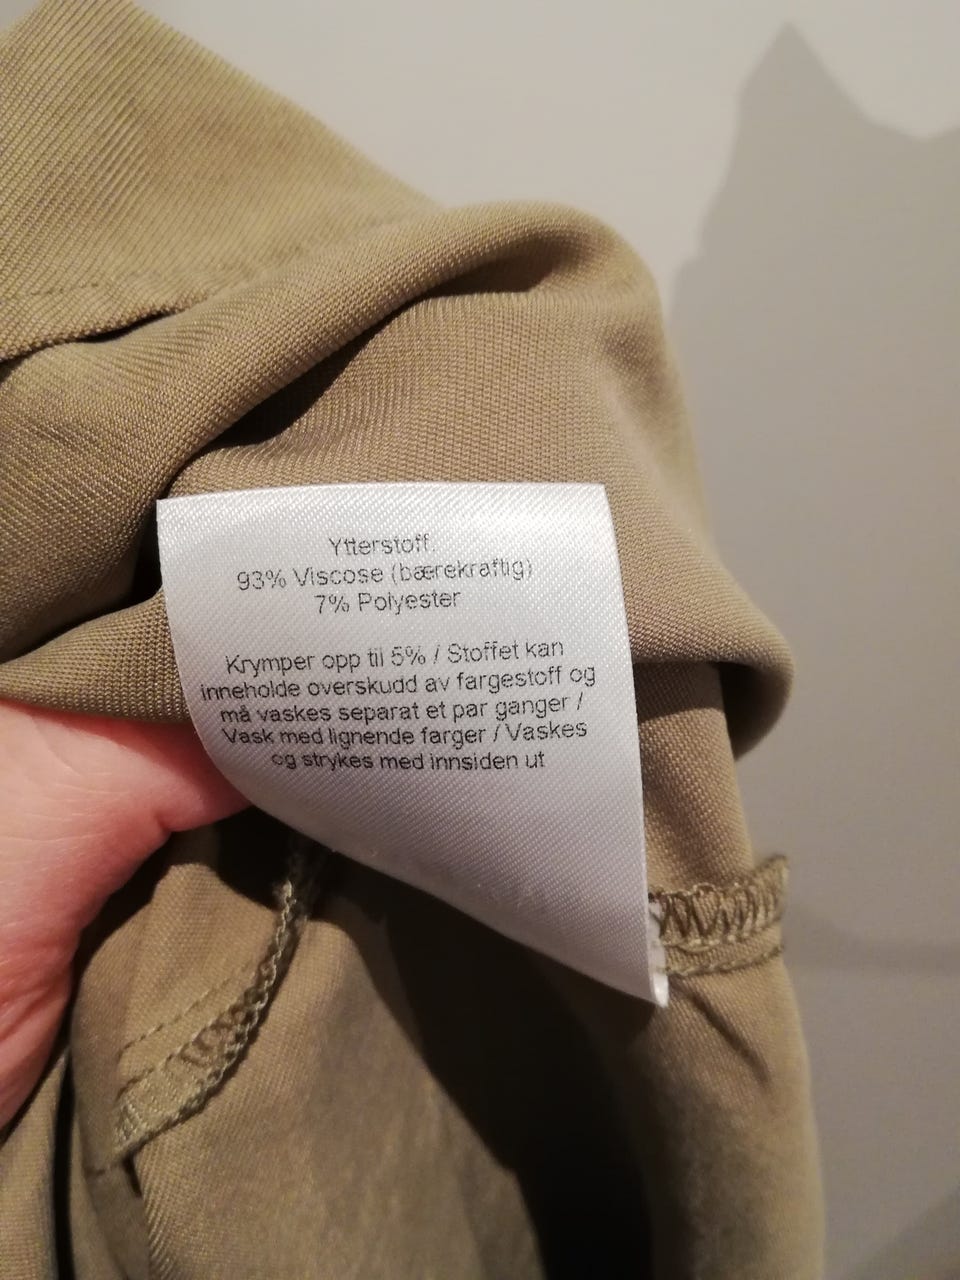 Ytterstoff:
93% Viscose (bærekraftig)
7% Polyester
Krymper opp til 5% / Stoffet kan
inneholde overskudd av fargestoff og
må vaskes separat et par ganger /
Vask med lignende farger / Vaskes
og strykes med innsiden ut